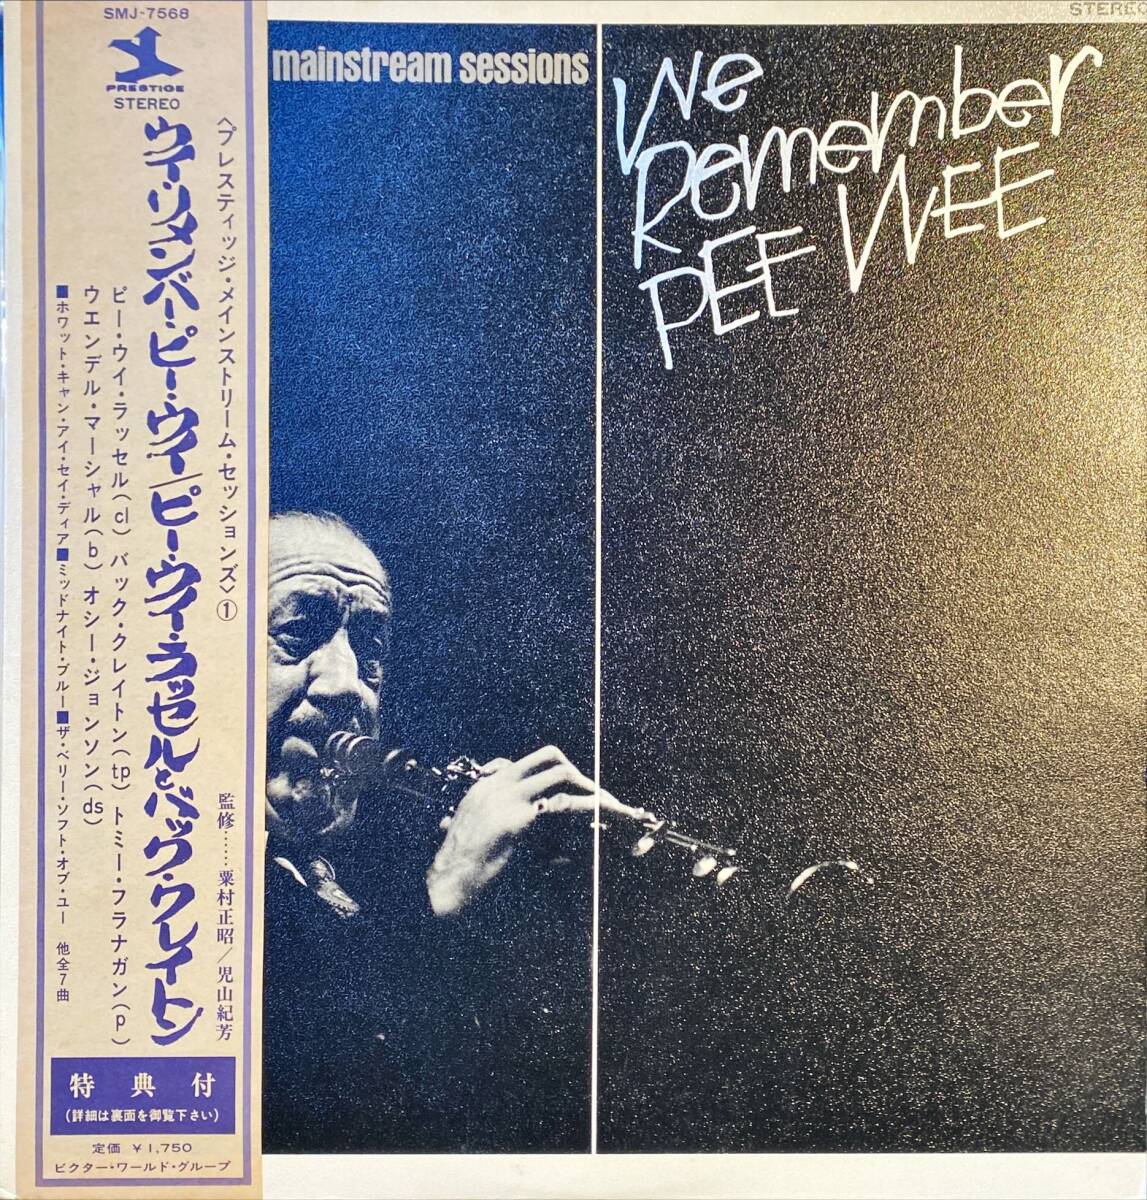 SMJ-7568
PRESTIGE
STEREO
〈プレスティッジ・メインストリーム・セッションズ〉①
監修……粟村正昭／児山紀芳
ウイ・リメンバー・ピー・ウイ／ピー・ウイ・ラッセルとバック・クレイトン
ピー・ウイ・ラッセル(cl) バック・クレイトン(tp) トミー・フラナガン(p)
ウエンデル・マーシャル(b) オシー・ジョンソン(ds)
■ホワット・キャン・アイ・セイ・ディア■ミッドナイト・ブルー■ザ・ベリー・ソフト・オブ・ユー 他全7曲
特典付
(詳細は裏面を御覧下さい)
定価 ¥1,750
ビクター・ワールド・グループ
mainstream sessions
STEREO
We
Remember
PEE WEE